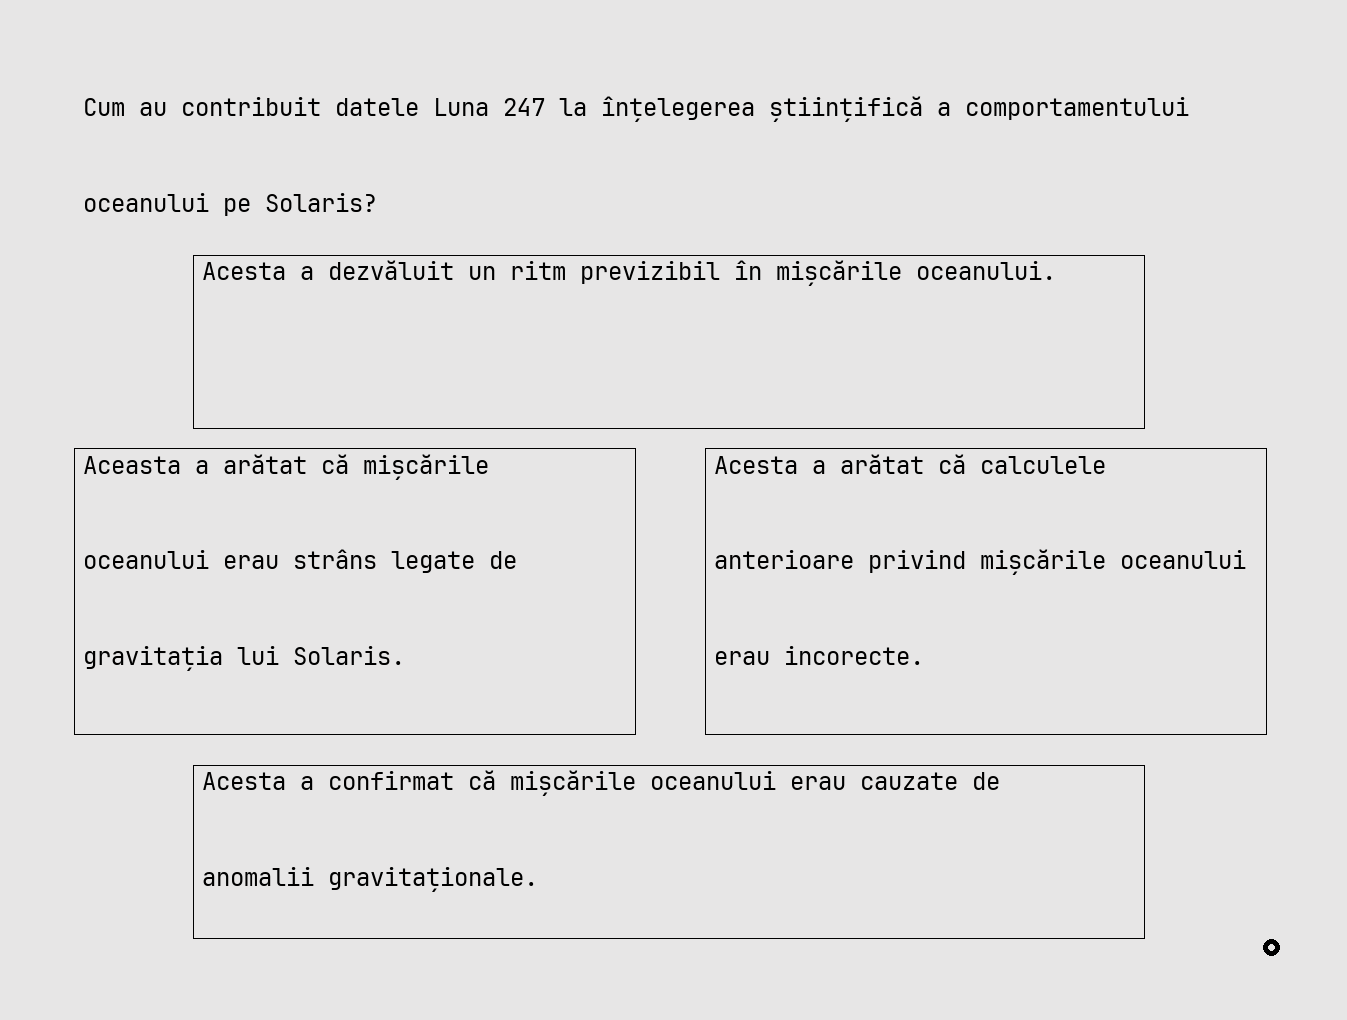 Cum au contribuit datele Luna 247 la înțelegerea științifică a comportamentului
oceanului pe Solaris?
Acesta a dezvăluit un ritm previzibil în mișcările oceanului.
Aceasta a arătat că mișcările
oceanului erau strâns legate de
gravitația lui Solaris.
Acesta a arătat că calculele
anterioare privind mișcările oceanului
erau incorecte.
Acesta a confirmat că mișcările oceanului erau cauzate de
anomalii gravitaționale.